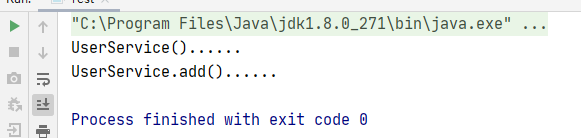 "C:\Program Files\Java\jdk1.8.0_271\bin\java.exe" ...
UserService()......
UserService.add()......
Process finished with exit code 0